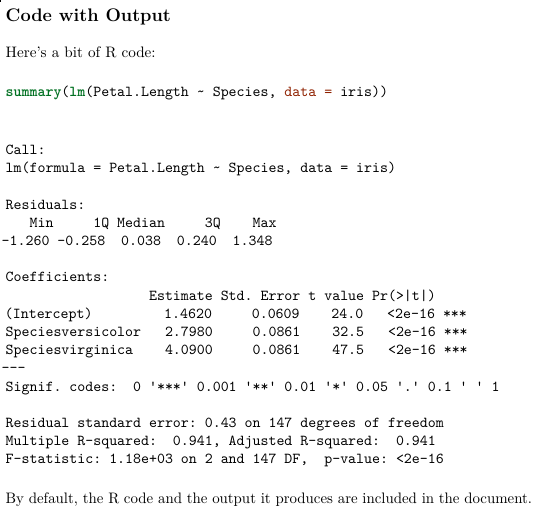 Code with Output
Here's a bit of R code:
summary(lm(Petal.Length ~ Species, data = iris))
Call:
lm(formula = Petal.Length ~ Species, data = iris)
Residuals:
   Min     1Q Median     3Q    Max
-1.260 -0.258  0.038  0.240  1.348
Coefficients:
                  Estimate Std. Error t value Pr(>|t|)
(Intercept)         1.4620     0.0609    24.0   <2e-16 ***
Speciesversicolor   2.7980     0.0861    32.5   <2e-16 ***
Speciesvirginica    4.0900     0.0861    47.5   <2e-16 ***
---
Signif. codes:  0 '***' 0.001 '**' 0.01 '*' 0.05 '.' 0.1 ' ' 1
Residual standard error: 0.43 on 147 degrees of freedom
Multiple R-squared:  0.941, Adjusted R-squared:  0.941
F-statistic: 1.18e+03 on 2 and 147 DF,  p-value: <2e-16
By default, the R code and the output it produces are included in the document.